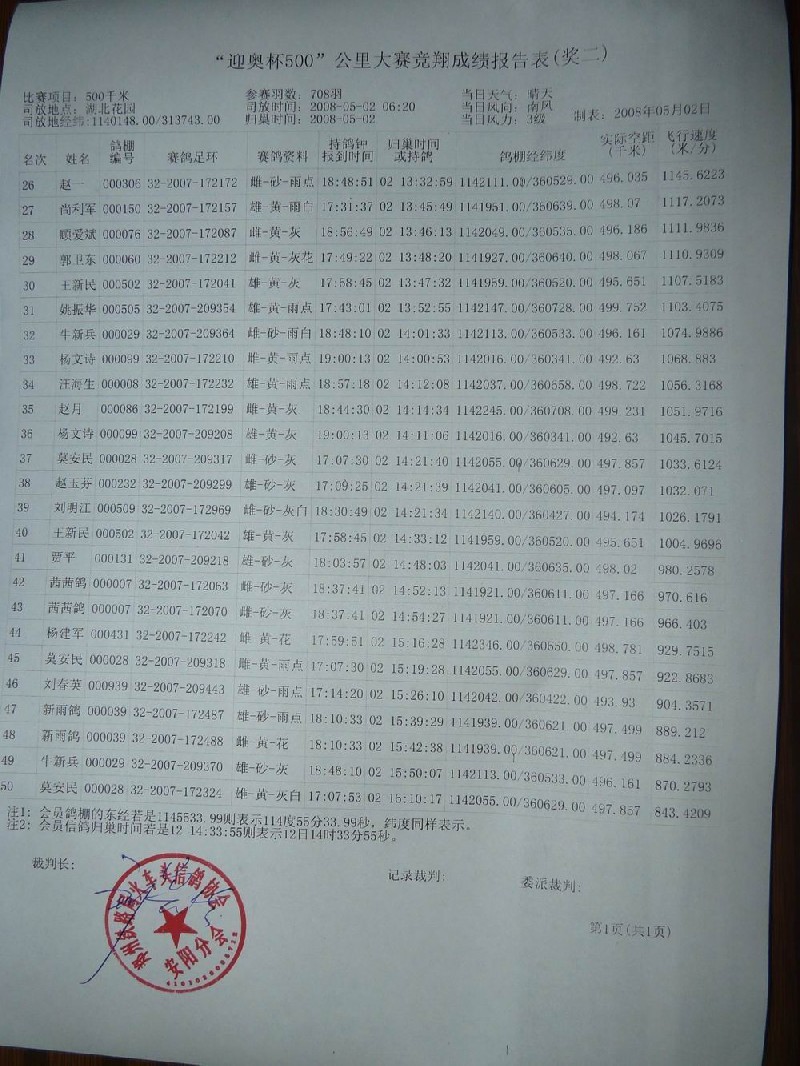 “迎奥杯500”公里大赛竞翔成绩报告表(奖二)
比赛项目: 500千米 参赛羽数: 708羽 当日天气: 晴天
司放地点: 湖北花园 司放时间: 2008-05-02 06:20 当日风向: 南风
司放地经纬:1140148.00/313743.00 归巢时间: 2008-05-02 当日风力: 3级 制表: 2008年05月02日
名次 姓名 鸽棚编号 赛鸽足环 赛鸽资料 持鸽钟找到时间 归巢时间或持鸽 鸽棚经纬度 实际空距(千米) 飞行速度(米/分)
26 赵一 000306 32-2007-172172 雌-砂-雨点 18:48:51 02 13:32:59 1142111.00/360529.00 496.035 1145.6223
27 尚利军 000150 32-2007-172157 雄-黄-雨白 17:31:37 02 13:45:49 1141951.00/360639.00 498.07 1117.2073
28 顾爱斌 000076 32-2007-172087 雌-黄-灰 18:56:49 02 13:46:13 1142049.00/360535.00 496.186 1111.9836
29 郭卫东 000060 32-2007-172212 雌-黄-灰花 17:49:22 02 13:48:20 1141927.00/360640.00 498.067 1110.9309
30 王新民 000502 32-2007-172041 雄-黄-灰 17:58:45 02 13:47:32 1141959.00/360520.00 495.651 1107.5183
31 姚振华 000505 32-2007-209354 雄-黄-雨点 17:43:01 02 13:52:55 1142147.00/360728.00 499.752 1103.4075
32 牛新兵 000029 32-2007-209364 雌-砂-雨白 18:48:10 02 14:01:33 1142113.00/360533.00 496.161 1074.9886
33 杨文诗 000099 32-2007-172210 雌-黄-雨点 19:00:13 02 14:00:53 1142016.00/360341.00 492.63 1068.883
34 汪海生 000008 32-2007-172232 雄-黄-雨点 18:57:18 02 14:12:08 1142037.00/360658.00 498.722 1056.3168
35 赵月 000086 32-2007-172199 雌-黄-灰 18:44:30 02 14:14:34 1142245.00/360708.00 499.231 1051.9716
36 杨文诗 000099 32-2007-209208 雄-黄-灰 19:00:13 02 14:11:06 1142016.00/360341.00 492.63 1045.7015
37 莫安民 000028 32-2007-209317 雌-砂-灰 17:07:30 02 14:21:40 1142055.00/360629.00 497.857 1033.6124
38 赵玉芬 000232 32-2007-209299 雄-砂-灰 17:09:25 02 14:21:39 1142041.00/360605.00 497.097 1032.071
39 刘明江 000509 32-2007-172969 雌-砂-灰白 18:30:49 02 14:21:34 1142140.00/360427.00 494.174 1026.1791
40 王新民 000502 32-2007-172042 雄-黄-灰 17:58:45 02 14:33:12 1141959.00/360520.00 495.651 1004.9696
41 贾平 000131 32-2007-209218 雄-砂-灰 18:03:57 02 14:48:03 1142041.00/360635.00 498.02 980.2578
42 茜茜鸽 000007 32-2007-172063 雌-砂-灰 18:37:41 02 14:52:13 1141921.00/360611.00 497.166 970.616
43 茜茜鸽 000007 32-2007-172070 雌-砂-灰 18:37:41 02 14:54:27 1141921.00/360611.00 497.166 966.403
44 杨建军 000431 32-2007-172242 雌-黄-花 17:59:51 02 15:16:28 1142346.00/360650.00 498.781 929.7515
45 莫安民 000028 32-2007-209318 雌-黄-雨点 17:07:30 02 15:19:28 1142055.00/360629.00 497.857 922.8683
46 刘春英 000939 32-2007-209443 雄-砂-雨点 17:14:20 02 15:26:10 1142042.00/360422.00 493.93 904.3571
47 新雨鸽 000039 32-2007-172487 雄-砂-雨点 18:10:33 02 15:39:29 1141939.00/360621.00 497.499 889.212
48 新雨鸽 000039 32-2007-172488 雌-黄-花 18:10:33 02 15:42:38 1141939.00/360621.00 497.499 884.2336
49 牛新兵 000029 32-2007-209370 雄-砂-灰 18:48:10 02 15:50:07 1142113.00/360533.00 496.161 870.2793
50 莫安民 000028 32-2007-172324 雄-黄-灰白 17:07:53 02 16:10:17 1142055.00/360629.00 497.857 843.4209
注1: 会员鸽棚的东经若是1145533.99则表示114度55分33.99秒,纬度同样表示。
注2: 会员信鸽归巢时间若是12 14:33:55则表示12日14时33分55秒。
裁判长: 记录裁判: 委派裁判:
火车头信鸽协会
安阳分会
第1页(共1页)